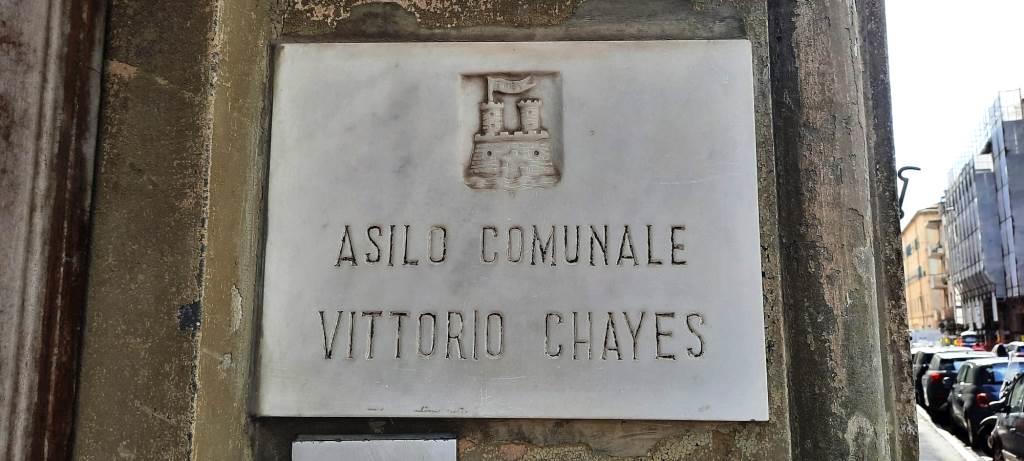 ASILO COMUNALE
VITTORIO CHAYES